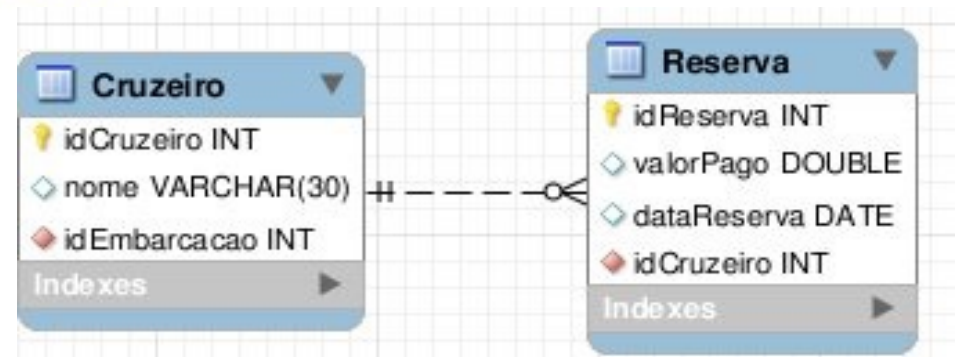 Cruzeiro
idCruzeiro INT
nome VARCHAR(30)
idEmbarcacao INT
Indexes
Reserva
idReserva INT
valorPago DOUBLE
dataReserva DATE
idCruzeiro INT
Indexes